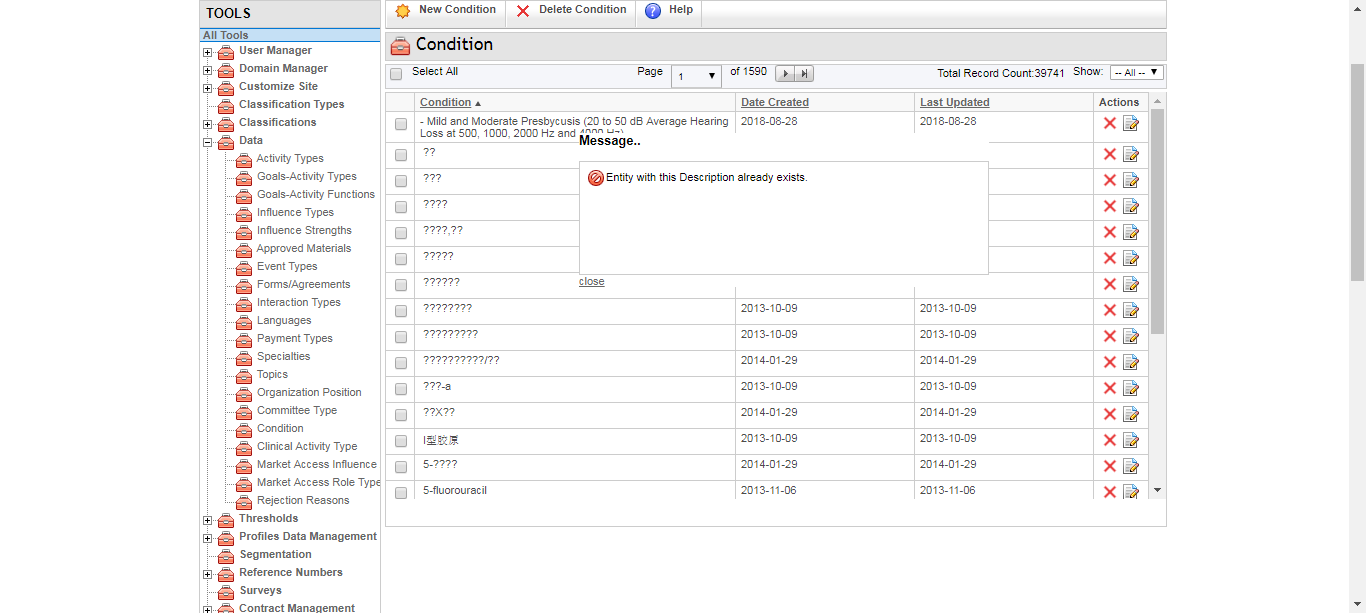 TOOLS
All Tools
User Manager
Domain Manager
Customize Site
Classification Types
Classifications
Data
Activity Types
Goals-Activity Types
Goals-Activity Functions
Influence Types
Influence Strengths
Approved Materials
Event Types
Forms/Agreements
Interaction Types
Languages
Payment Types
Specialties
Topics
Organization Position
Committee Type
Condition
Clinical Activity Type
Market Access Influence
Market Access Role Type
Rejection Reasons
Thresholds
Profiles Data Management
Segmentation
Reference Numbers
Surveys
Contract Management
New Condition Delete Condition Help
Condition
Select All Page 1 of 1590 Total Record Count:39741 Show: -- All --
Condition Date Created Last Updated Actions
- Mild and Moderate Presbycusis (20 to 50 dB Average Hearing 2018-08-28 2018-08-28
Loss at 500, 1000, 2000 Hz and 4000 Hz)
Message..
??
Entity with this Description already exists.
???
????
????,??
?????
??????
close
???????? 2013-10-09 2013-10-09
????????? 2013-10-09 2013-10-09
??????????/?? 2014-01-29 2014-01-29
???-a 2013-10-09 2013-10-09
??X?? 2014-01-29 2014-01-29
I型胶原 2013-10-09 2013-10-09
5-???? 2014-01-29 2014-01-29
5-fluorouracil 2013-11-06 2013-11-06